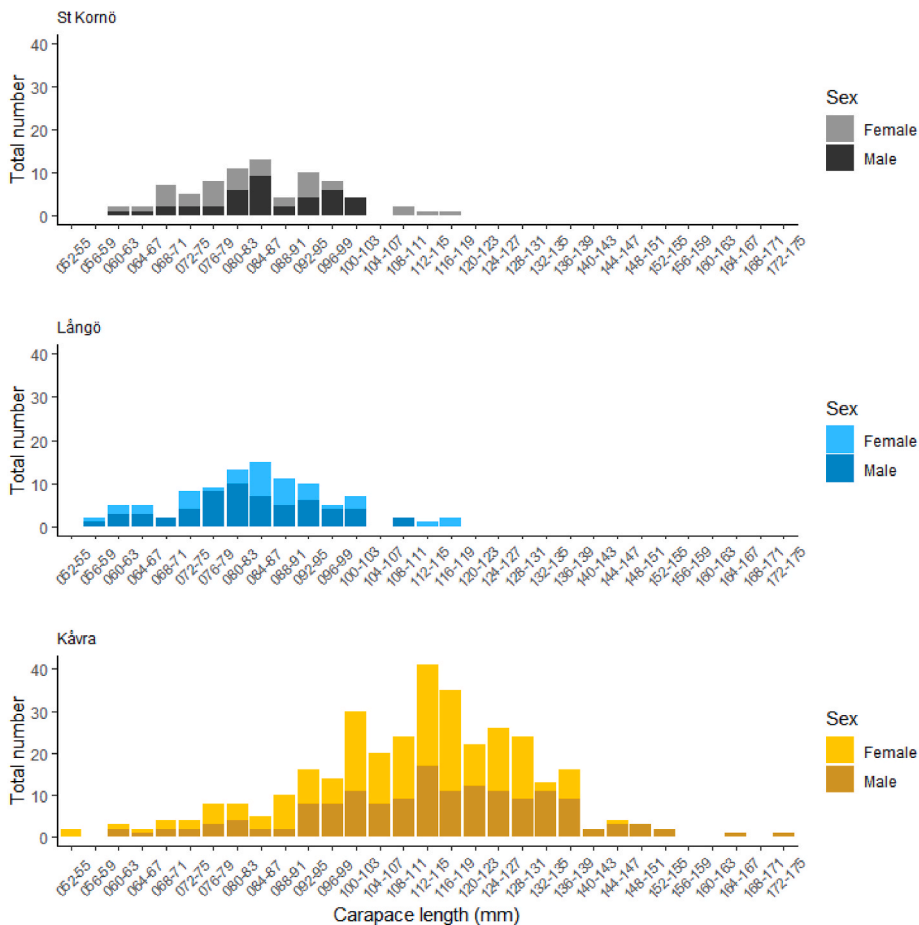 St Kornö
Total number
40
30
20
10
0
052-55 056-59 060-63 064-67 068-71 072-75 076-79 080-83 084-87 088-91 092-95 096-99 100-103 104-107 108-111 112-115 116-119 120-123 124-127 128-131 132-135 136-139 140-143 144-147 148-151 152-155 156-159 160-163 164-167 168-171 172-175
Sex
Female
Male
Långö
Total number
40
30
20
10
0
052-55 056-59 060-63 064-67 068-71 072-75 076-79 080-83 084-87 088-91 092-95 096-99 100-103 104-107 108-111 112-115 116-119 120-123 124-127 128-131 132-135 136-139 140-143 144-147 148-151 152-155 156-159 160-163 164-167 168-171 172-175
Sex
Female
Male
Kåvra
Total number
40
30
20
10
0
052-55 056-59 060-63 064-67 068-71 072-75 076-79 080-83 084-87 088-91 092-95 096-99 100-103 104-107 108-111 112-115 116-119 120-123 124-127 128-131 132-135 136-139 140-143 144-147 148-151 152-155 156-159 160-163 164-167 168-171 172-175
Carapace length (mm)
Sex
Female
Male